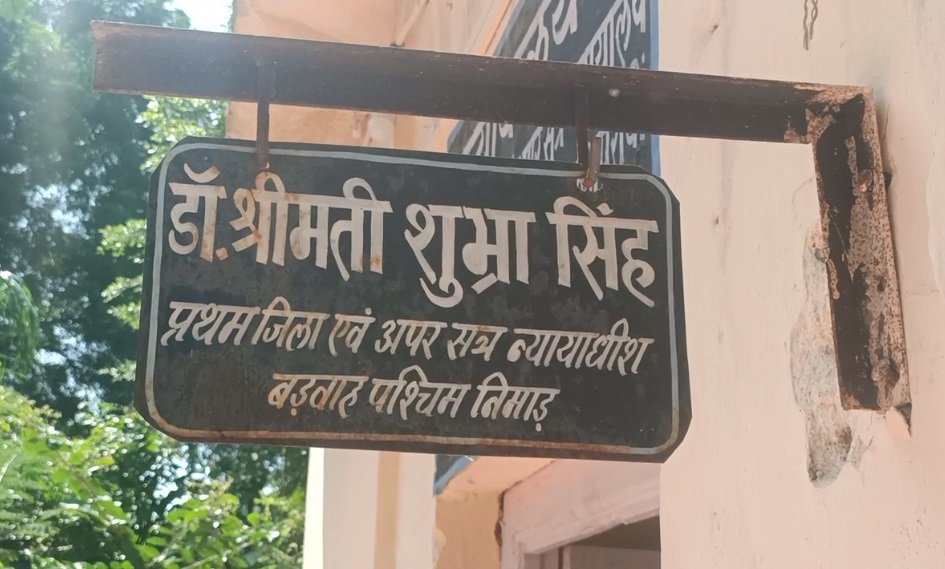 डॉ. श्रीमती शुभ्रा सिंह
प्रथम जिला एवं अपर सत्र न्यायाधीश
बड़वाह पश्चिम निमाड़